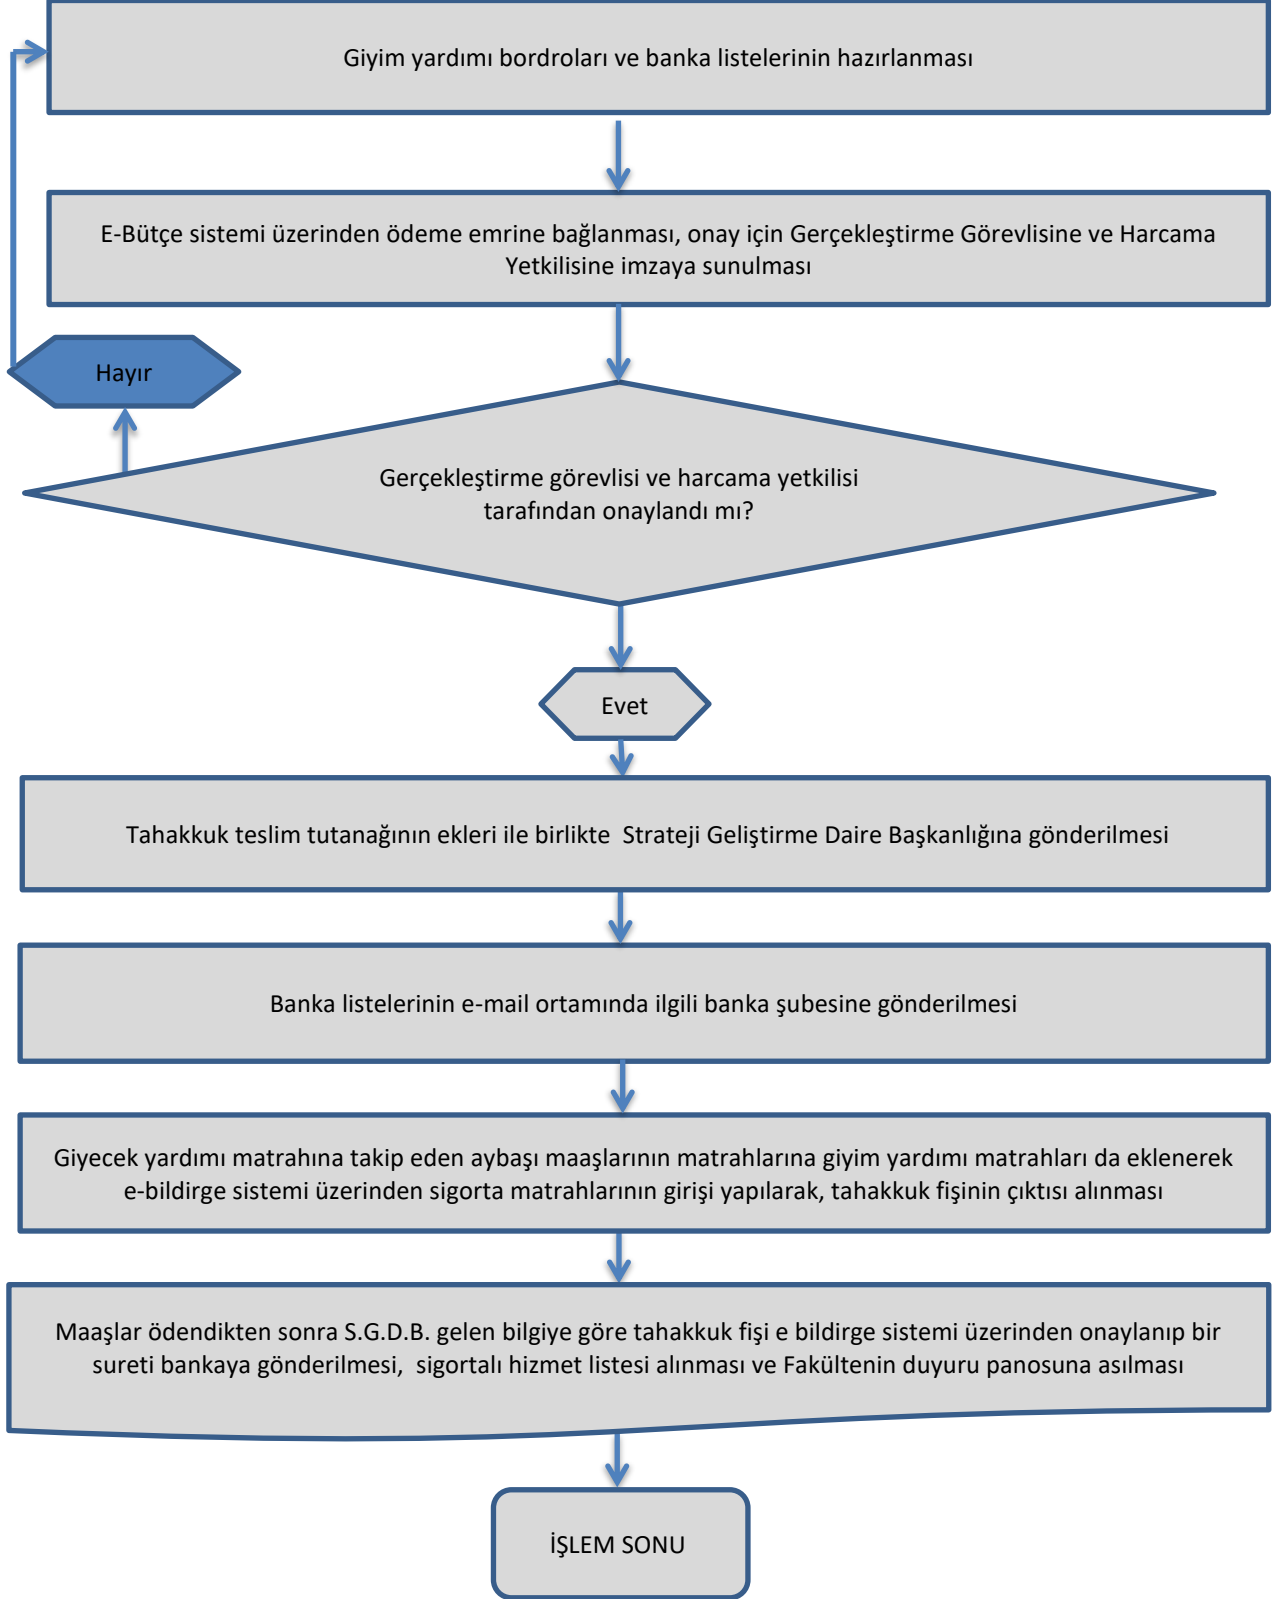 Giyim yardımı bordroları ve banka listelerinin hazırlanması
E-Bütçe sistemi üzerinden ödeme emrine bağlanması, onay için Gerçekleştirme Görevlisine ve Harcama
Yetkilisine imzaya sunulması
Hayır
Gerçekleştirme görevlisi ve harcama yetkilisi
tarafından onaylandı mı?
Evet
Tahakkuk teslim tutanağının ekleri ile birlikte  Strateji Geliştirme Daire Başkanlığına gönderilmesi
Banka listelerinin e-mail ortamında ilgili banka şubesine gönderilmesi
Giyecek yardımı matrahına takip eden aybaşı maaşlarının matrahlarına giyim yardımı matrahları da eklenerek
e-bildirge sistemi üzerinden sigorta matrahlarının girişi yapılarak, tahakkuk fişinin çıktısı alınması
Maaşlar ödendikten sonra S.G.D.B. gelen bilgiye göre tahakkuk fişi e bildirge sistemi üzerinden onaylanıp bir
sureti bankaya gönderilmesi,  sigortalı hizmet listesi alınması ve Fakültenin duyuru panosuna asılması
İŞLEM SONU